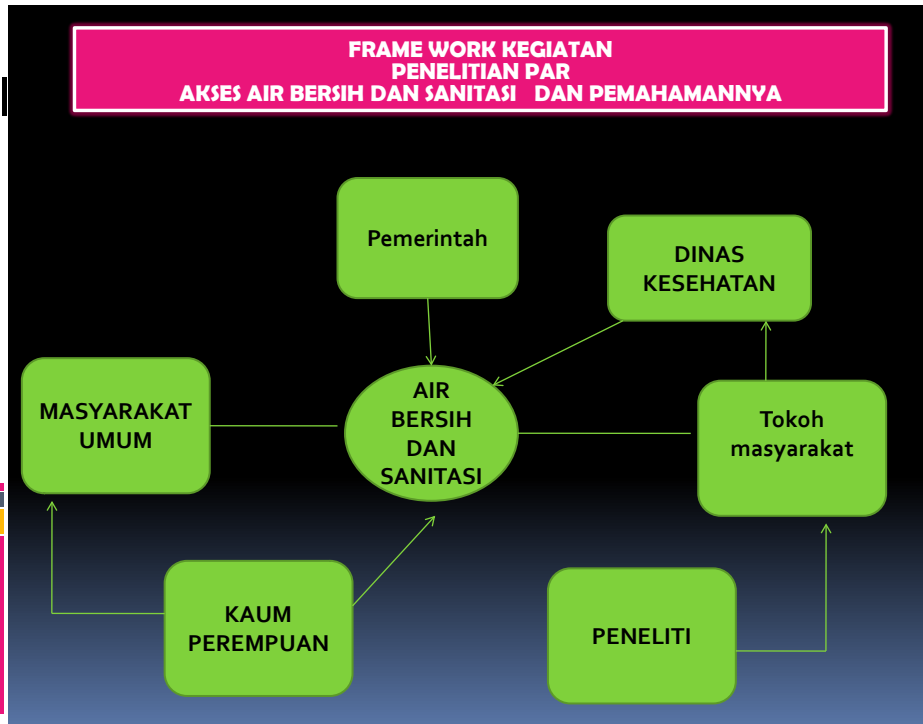 FRAME WORK KEGIATAN
PENELITIAN PAR
AKSES AIR BERSIH DAN SANITASI DAN PEMAHAMANNYA
Pemerintah
DINAS
KESEHATAN
MASYARAKAT
UMUM
AIR
BERSIH
DAN
SANITASI
Tokoh
masyarakat
KAUM
PEREMPUAN
PENELITI